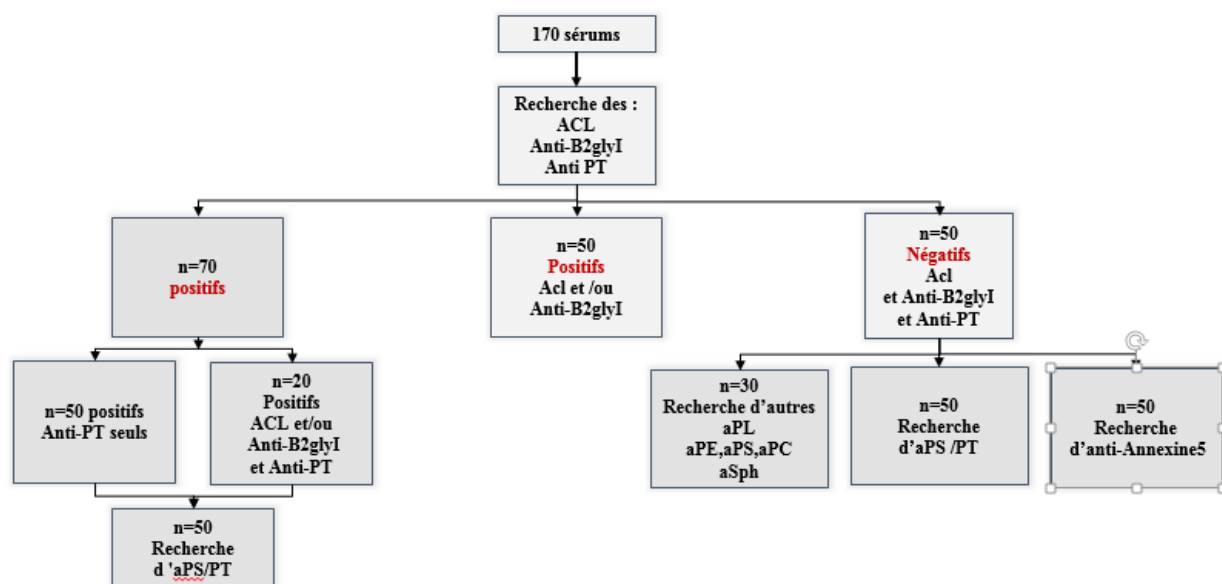 170 sérums
Recherche des :
ACL
Anti-B2glyI
Anti PT
n=70
positifs
n=50
Positifs
Acl et /ou
Anti-B2glyI
n=50
Négatifs
Acl
et Anti-B2glyI
et Anti-PT
n=50 positifs
Anti-PT seuls
n=20
Positifs
ACL et/ou
Anti-B2glyI
et Anti-PT
n=30
Recherche d’autres
aPL
aPE,aPS,aPC
aSph
n=50
Recherche
d’aPS /PT
n=50
Recherche
d’anti-Annexine5
n=50
Recherche
d 'aPS/PT